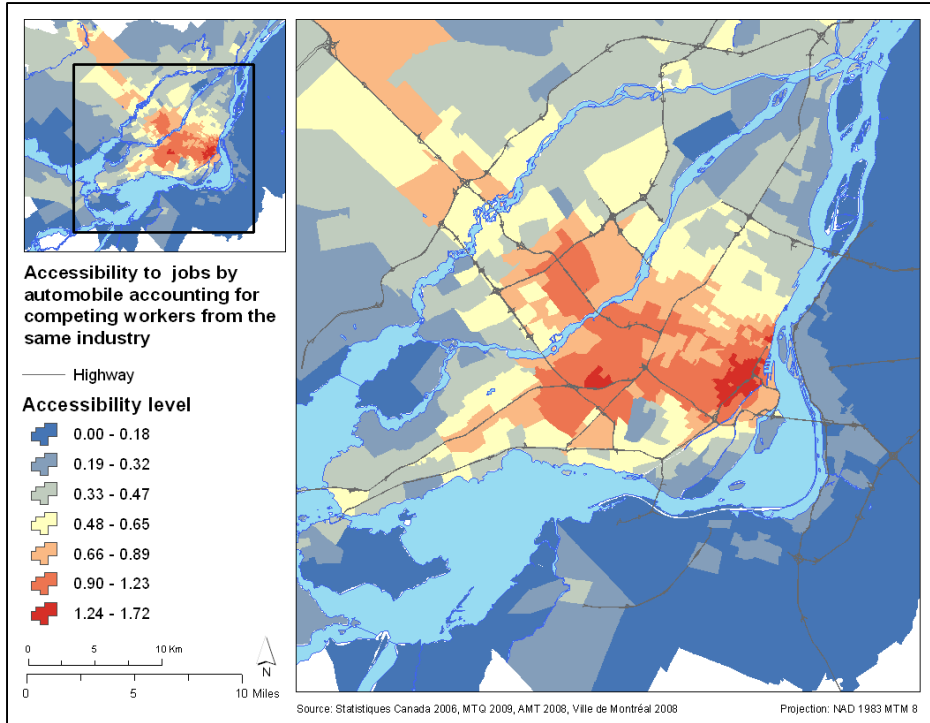 Accessibility to jobs by
automobile accounting for
competing workers from the
same industry
Highway
Accessibility level
0.00 - 0.18
0.19 - 0.32
0.33 - 0.47
0.48 - 0.65
0.66 - 0.89
0.90 - 1.23
1.24 - 1.72
0 5 10 Km
N
0 5 10 Miles
Source: Statistiques Canada 2006, MTQ 2009, AMT 2008, Ville de Montréal 2008
Projection: NAD 1983 MTM 8